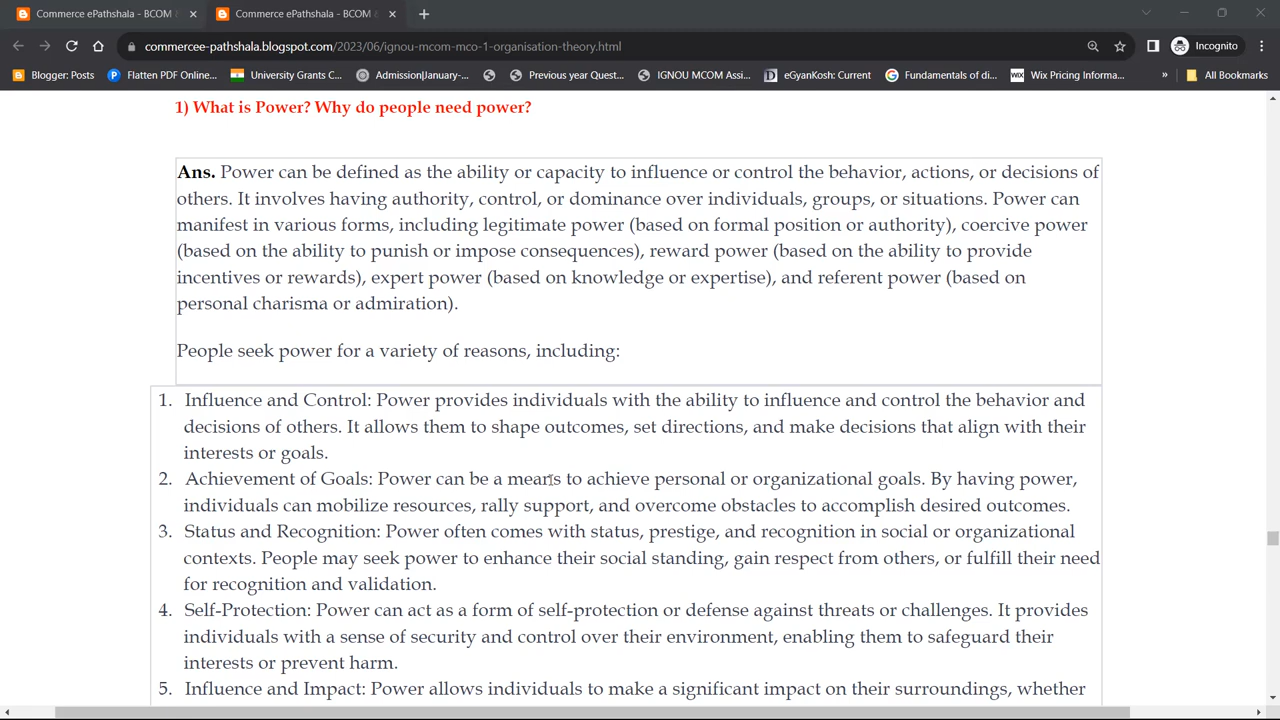 Commerce ePathshala - BCOM &
Commerce ePathshala - BCOM &
commercee-pathshala.blogspot.com/2023/06/ignou-mcom-mco-1-organisation-theory.html
Incognito
Blogger: Posts
Flatten PDF Online...
University Grants C...
Admission|January-...
Previous year Quest...
IGNOU MCOM Assi...
eGyanKosh: Current
Fundamentals of di...
Wix Pricing Informa...
»
All Bookmarks
1) What is Power? Why do people need power?
Ans. Power can be defined as the ability or capacity to influence or control the behavior, actions, or decisions of
others. It involves having authority, control, or dominance over individuals, groups, or situations. Power can
manifest in various forms, including legitimate power (based on formal position or authority), coercive power
(based on the ability to punish or impose consequences), reward power (based on the ability to provide
incentives or rewards), expert power (based on knowledge or expertise), and referent power (based on
personal charisma or admiration).
People seek power for a variety of reasons, including:
1. Influence and Control: Power provides individuals with the ability to influence and control the behavior and
decisions of others. It allows them to shape outcomes, set directions, and make decisions that align with their
interests or goals.
2. Achievement of Goals: Power can be a means to achieve personal or organizational goals. By having power,
individuals can mobilize resources, rally support, and overcome obstacles to accomplish desired outcomes.
3. Status and Recognition: Power often comes with status, prestige, and recognition in social or organizational
contexts. People may seek power to enhance their social standing, gain respect from others, or fulfill their need
for recognition and validation.
4. Self-Protection: Power can act as a form of self-protection or defense against threats or challenges. It provides
individuals with a sense of security and control over their environment, enabling them to safeguard their
interests or prevent harm.
5. Influence and Impact: Power allows individuals to make a significant impact on their surroundings, whether